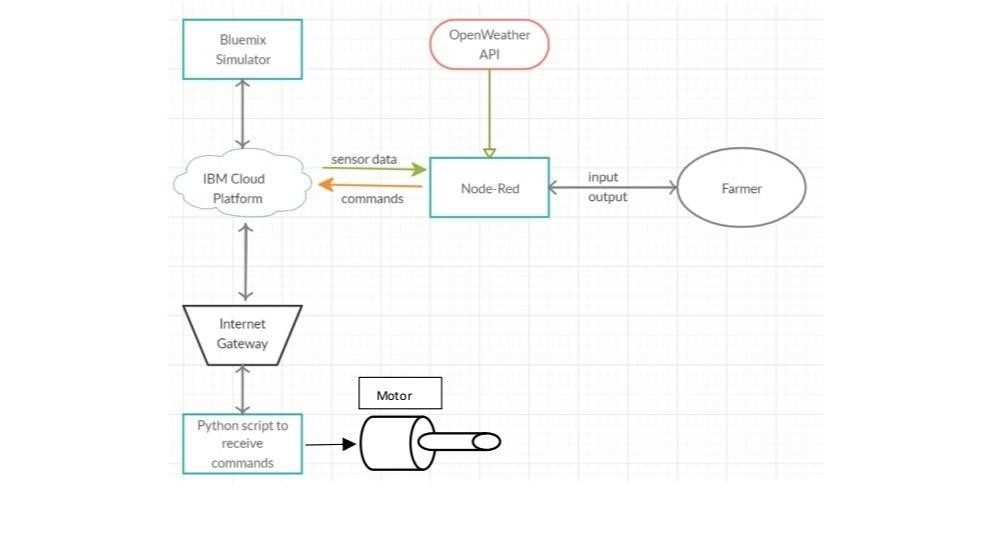 Bluemix
Simulator
OpenWeather
API
IBM Cloud
Platform
sensor data
commands
Node-Red
input
output
Farmer
Internet
Gateway
Motor
Python script to
receive
commands